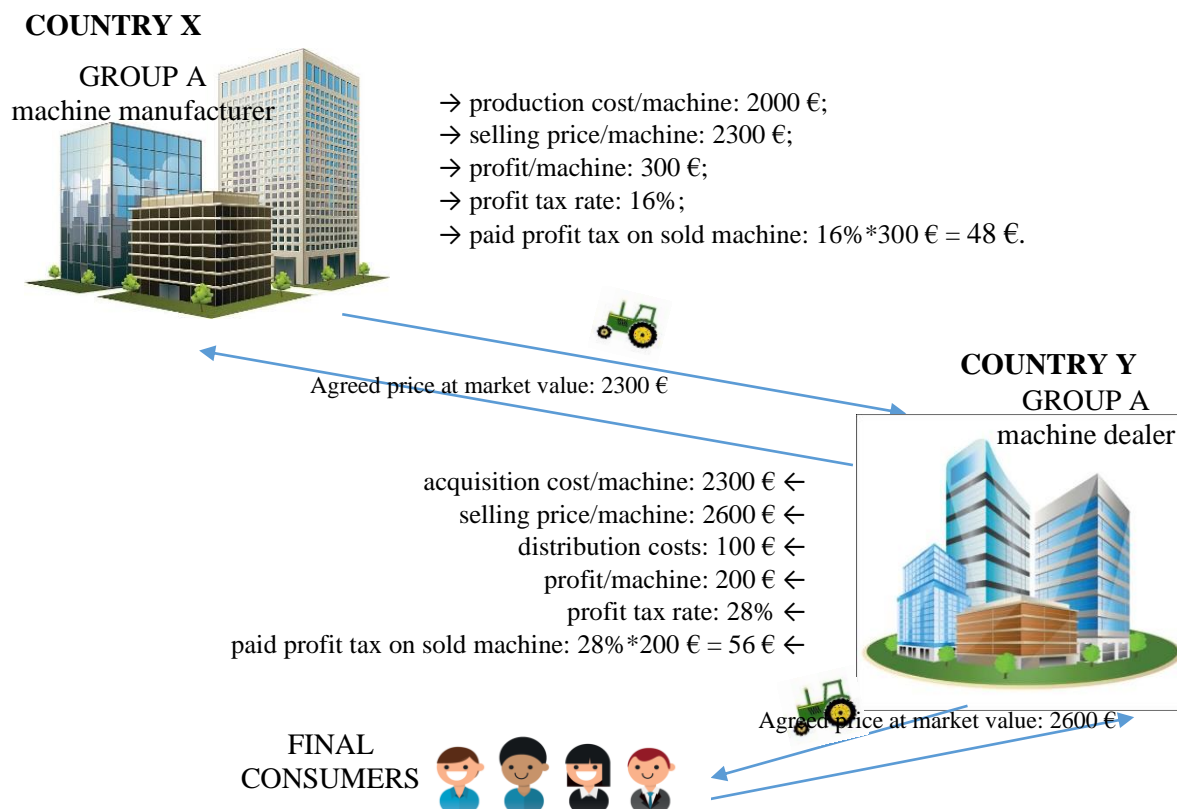 COUNTRY X
GROUP A
machine manufacturer
→ production cost/machine: 2000 €;
→ selling price/machine: 2300 €;
→ profit/machine: 300 €;
→ profit tax rate: 16%;
→ paid profit tax on sold machine: 16%*300 € = 48 €.
Agreed price at market value: 2300 €
COUNTRY Y
GROUP A
machine dealer
acquisition cost/machine: 2300 € ←
selling price/machine: 2600 € ←
distribution costs: 100 € ←
profit/machine: 200 € ←
profit tax rate: 28% ←
paid profit tax on sold machine: 28%*200 € = 56 € ←
Agreed price at market value: 2600 €
FINAL
CONSUMERS